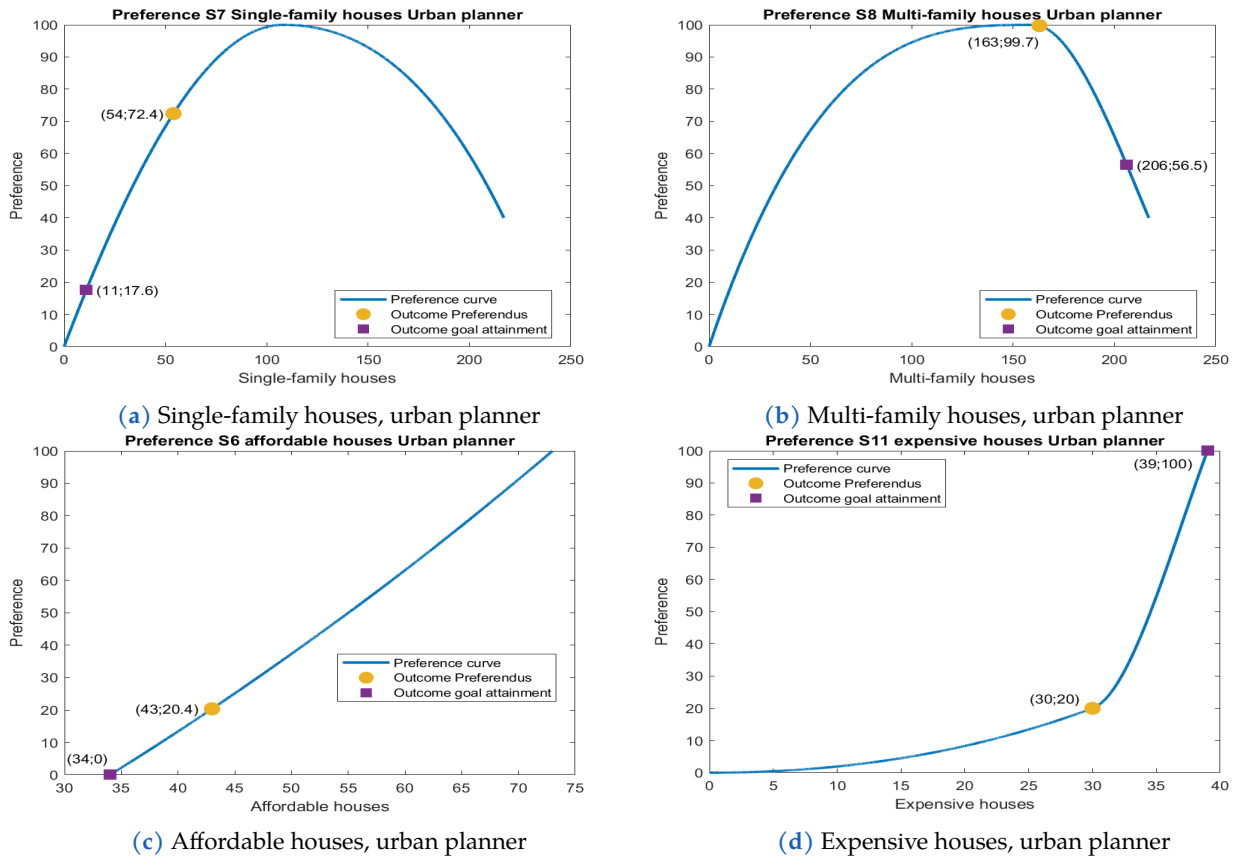 Preference S7 Single-family houses Urban planner
100
90
80
70
60
50
40
30
20
10
0
Preference
(54;72.4)
(11;17.6)
Preference curve
Outcome Preferendus
Outcome goal attainment
0 50 100 150 200 250
Single-family houses
(a) Single-family houses, urban planner
Preference S8 Multi-family houses Urban planner
100
90
80
70
60
50
40
30
20
10
0
Preference
(163;99.7)
(206;56.5)
Preference curve
Outcome Preferendus
Outcome goal attainment
0 50 100 150 200 250
Multi-family houses
(b) Multi-family houses, urban planner
Preference S6 affordable houses Urban planner
100
90
80
70
60
50
40
30
20
10
0
Preference
Preference curve
Outcome Preferendus
Outcome goal attainment
(43;20.4)
(34;0)
30 35 40 45 50 55 60 65 70 75
Affordable houses
(c) Affordable houses, urban planner
Preference S11 expensive houses Urban planner
100
90
80
70
60
50
40
30
20
10
0
Preference
Preference curve
Outcome Preferendus
Outcome goal attainment
(39;100)
(30;20)
0 5 10 15 20 25 30 35 40
Expensive houses
(d) Expensive houses, urban planner